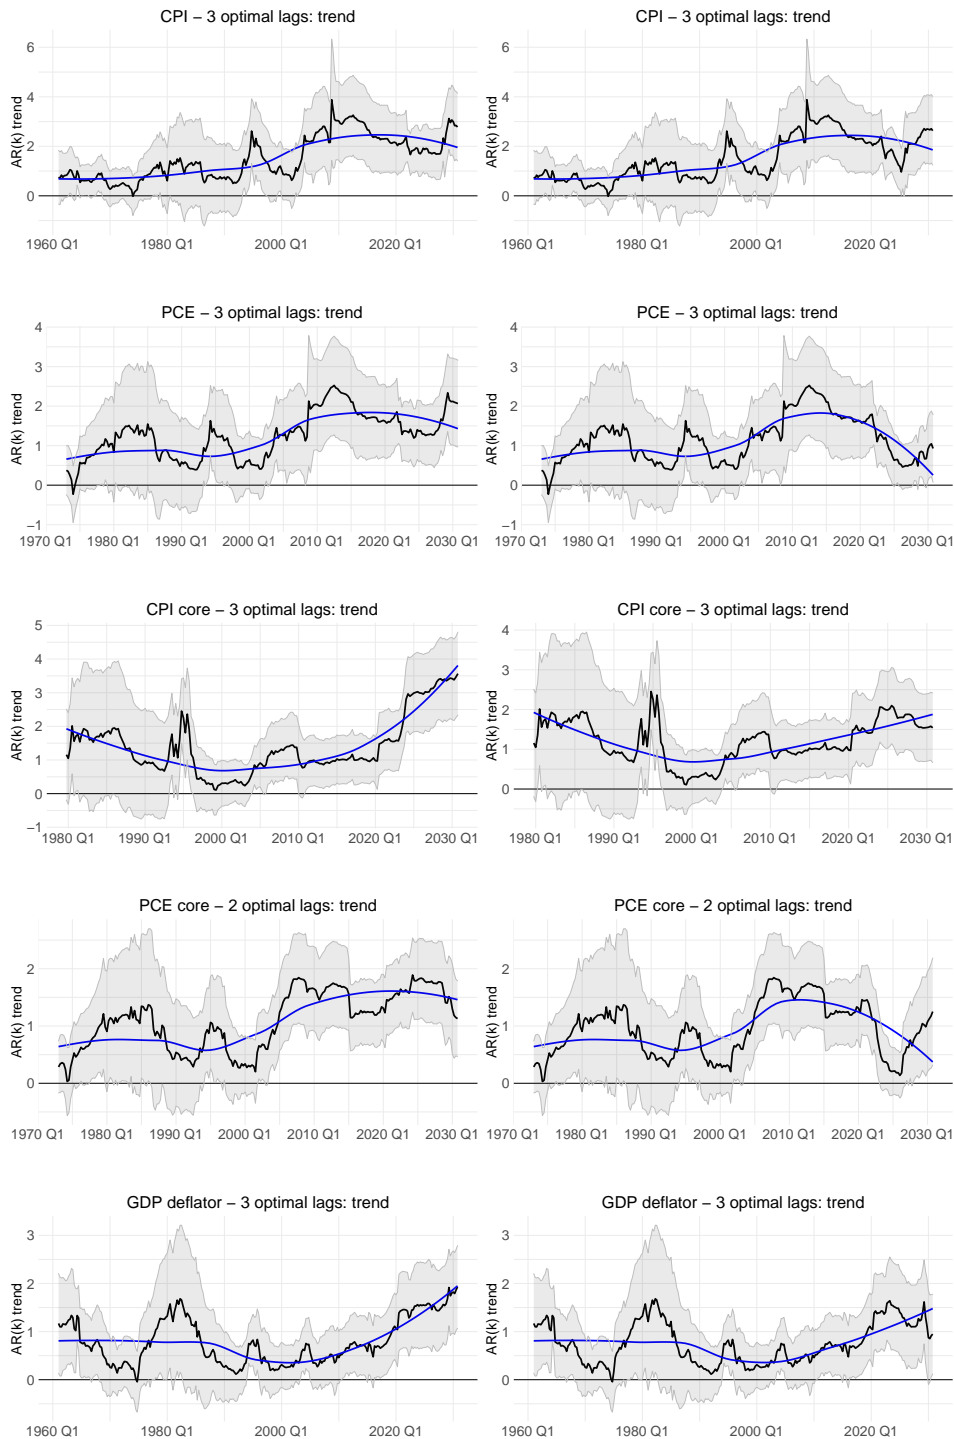 CPI – 3 optimal lags: trend
CPI – 3 optimal lags: trend
AR(k) trend
6
4
2
0
1960 Q1 1980 Q1 2000 Q1 2020 Q1
AR(k) trend
6
4
2
0
1960 Q1 1980 Q1 2000 Q1 2020 Q1
PCE – 3 optimal lags: trend
PCE – 3 optimal lags: trend
AR(k) trend
4
3
2
1
0
–1
1970 Q1 1980 Q1 1990 Q1 2000 Q1 2010 Q1 2020 Q1 2030 Q1
AR(k) trend
4
3
2
1
0
–1
1970 Q1 1980 Q1 1990 Q1 2000 Q1 2010 Q1 2020 Q1 2030 Q1
CPI core – 3 optimal lags: trend
CPI core – 3 optimal lags: trend
AR(k) trend
5
4
3
2
1
0
–1
1980 Q1 1990 Q1 2000 Q1 2010 Q1 2020 Q1 2030 Q1
AR(k) trend
4
3
2
1
0
1980 Q1 1990 Q1 2000 Q1 2010 Q1 2020 Q1 2030 Q1
PCE core – 2 optimal lags: trend
PCE core – 2 optimal lags: trend
AR(k) trend
2
1
0
1970 Q1 1980 Q1 1990 Q1 2000 Q1 2010 Q1 2020 Q1 2030 Q1
AR(k) trend
2
1
0
1970 Q1 1980 Q1 1990 Q1 2000 Q1 2010 Q1 2020 Q1 2030 Q1
GDP deflator – 3 optimal lags: trend
GDP deflator – 3 optimal lags: trend
AR(k) trend
3
2
1
0
1960 Q1 1980 Q1 2000 Q1 2020 Q1
AR(k) trend
3
2
1
0
1960 Q1 1980 Q1 2000 Q1 2020 Q1